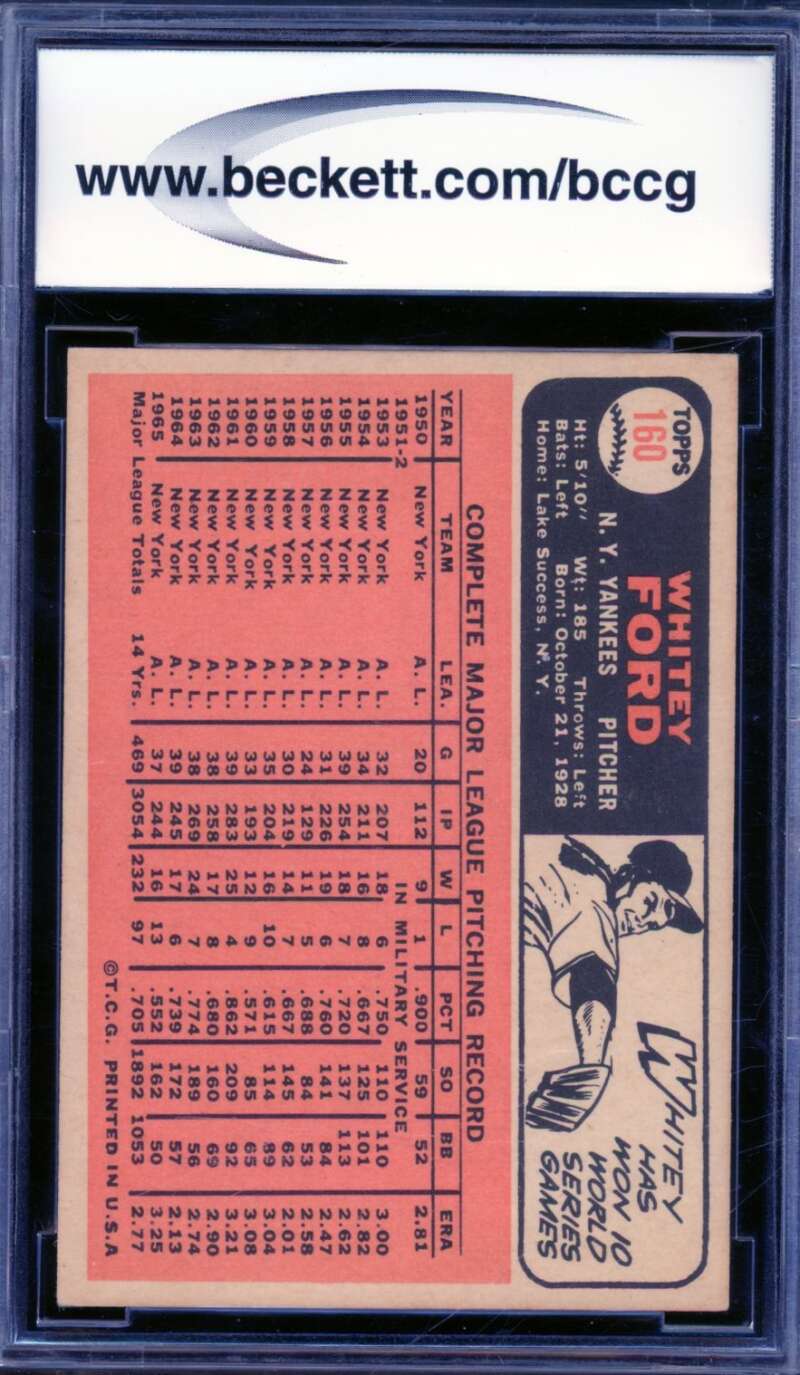 www.beckett.com/bccg
TOPPS
160
WHITEY
FORD
N. Y. YANKEES PITCHER
Ht: 5'10" Wt: 185 Throws: Left
Bats: Left Born: October 21, 1928
Home: Lake Success, N. Y.
WHITEY
HAS
WON 10
WORLD
SERIES
GAMES
COMPLETE MAJOR LEAGUE PITCHING RECORD
YEAR TEAM LEA. G IP W L PCT SO BB ERA
1950 New York A. L. 20 112 9 1 .900 59 52 2.81
1951-2 IN MILITARY SERVICE
1953 New York A. L. 32 207 18 6 .750 110 110 3.00
1954 New York A. L. 34 211 16 8 .667 125 101 2.82
1955 New York A. L. 39 254 18 7 .720 137 113 2.62
1956 New York A. L. 31 226 19 6 .760 141 84 2.47
1957 New York A. L. 24 129 11 5 .688 84 53 2.58
1958 New York A. L. 30 219 14 7 .667 145 62 2.01
1959 New York A. L. 35 204 16 10 .615 114 89 3.04
1960 New York A. L. 33 193 12 9 .571 85 65 3.08
1961 New York A. L. 39 283 25 4 .862 209 92 3.21
1962 New York A. L. 38 258 17 8 .680 160 69 2.90
1963 New York A. L. 38 269 24 7 .774 189 56 2.74
1964 New York A. L. 39 245 17 6 .739 172 57 2.13
1965 New York A. L. 37 244 16 13 .552 162 50 3.25
Major League Totals 14 Yrs. 469 3054 232 97 .705 1892 1053 2.77
©T.C.G. PRINTED IN U.S.A